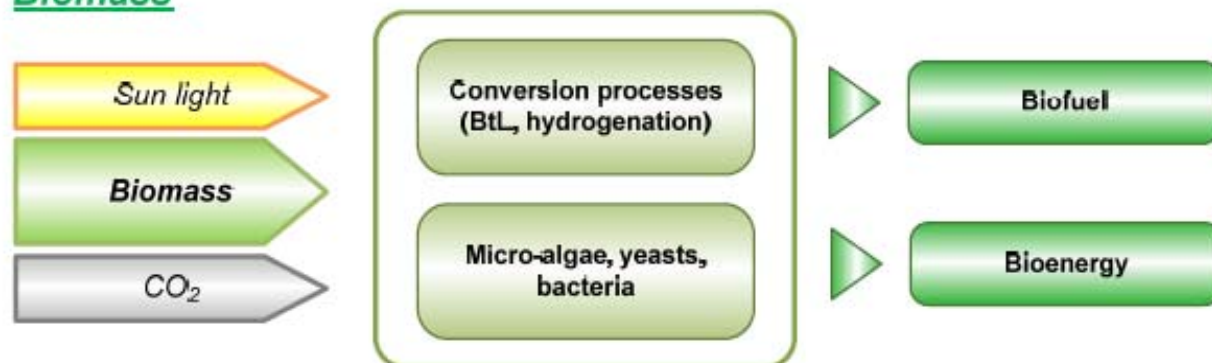 Biomass
Sun light
Biomass
CO₂
Conversion processes
(BtL, hydrogenation)
Micro-algae, yeasts,
bacteria
Biofuel
Bioenergy